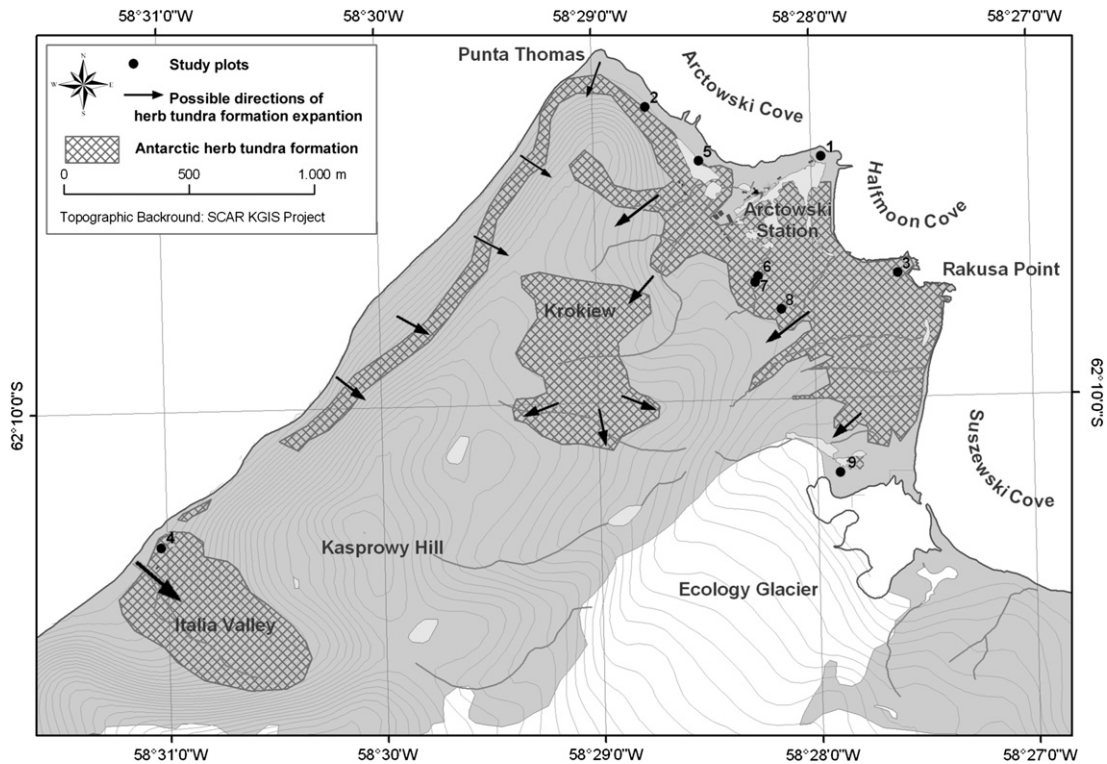 58°31'0"W
58°30'0"W
58°29'0"W
58°28'0"W
58°27'0"W
N
W
E
S
Study plots
Possible directions of
herb tundra formation expantion
Antarctic herb tundra formation
0
500
1.000 m
Topographic Backround: SCAR KGIS Project
Punta Thomas
Arctowski Cove
2
5
1
Halfmoon Cove
Arctowski
Station
3
Rakusa Point
6
7
8
Krokiew
62°10'0"S
62°10'0"S
Suszewski Cove
9
4
Kasprowy Hill
Ecology Glacier
Italia Valley
58°31'0"W
58°30'0"W
58°29'0"W
58°28'0"W
58°27'0"W